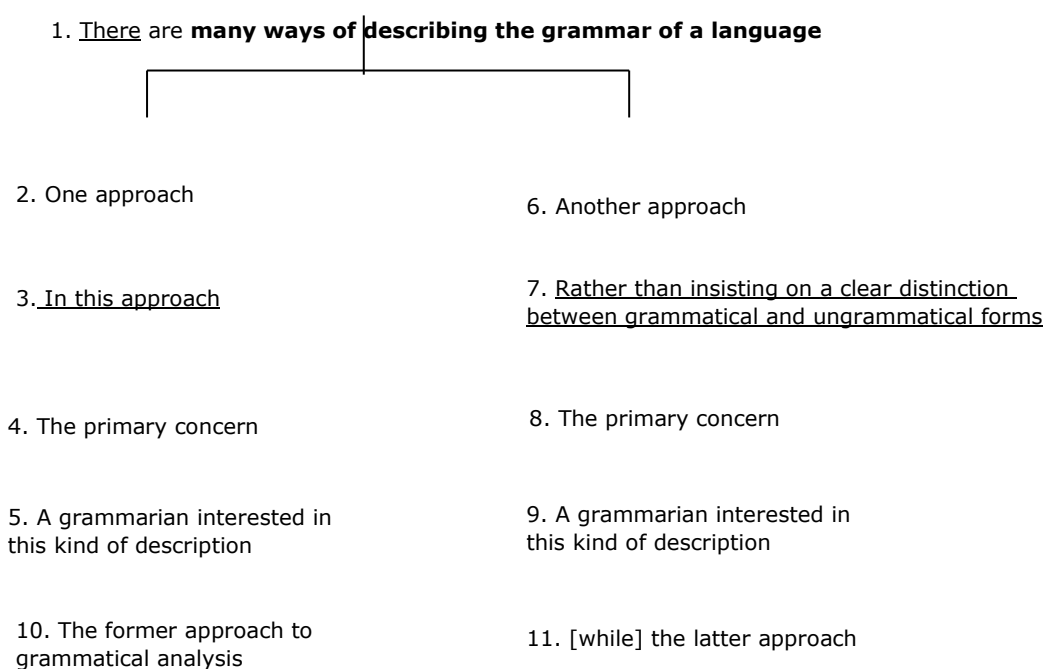 1. There are many ways of describing the grammar of a language
2. One approach
3. In this approach
4. The primary concern
5. A grammarian interested in
this kind of description
10. The former approach to
grammatical analysis
6. Another approach
7. Rather than insisting on a clear distinction
between grammatical and ungrammatical forms
8. The primary concern
9. A grammarian interested in
this kind of description
11. [while] the latter approach